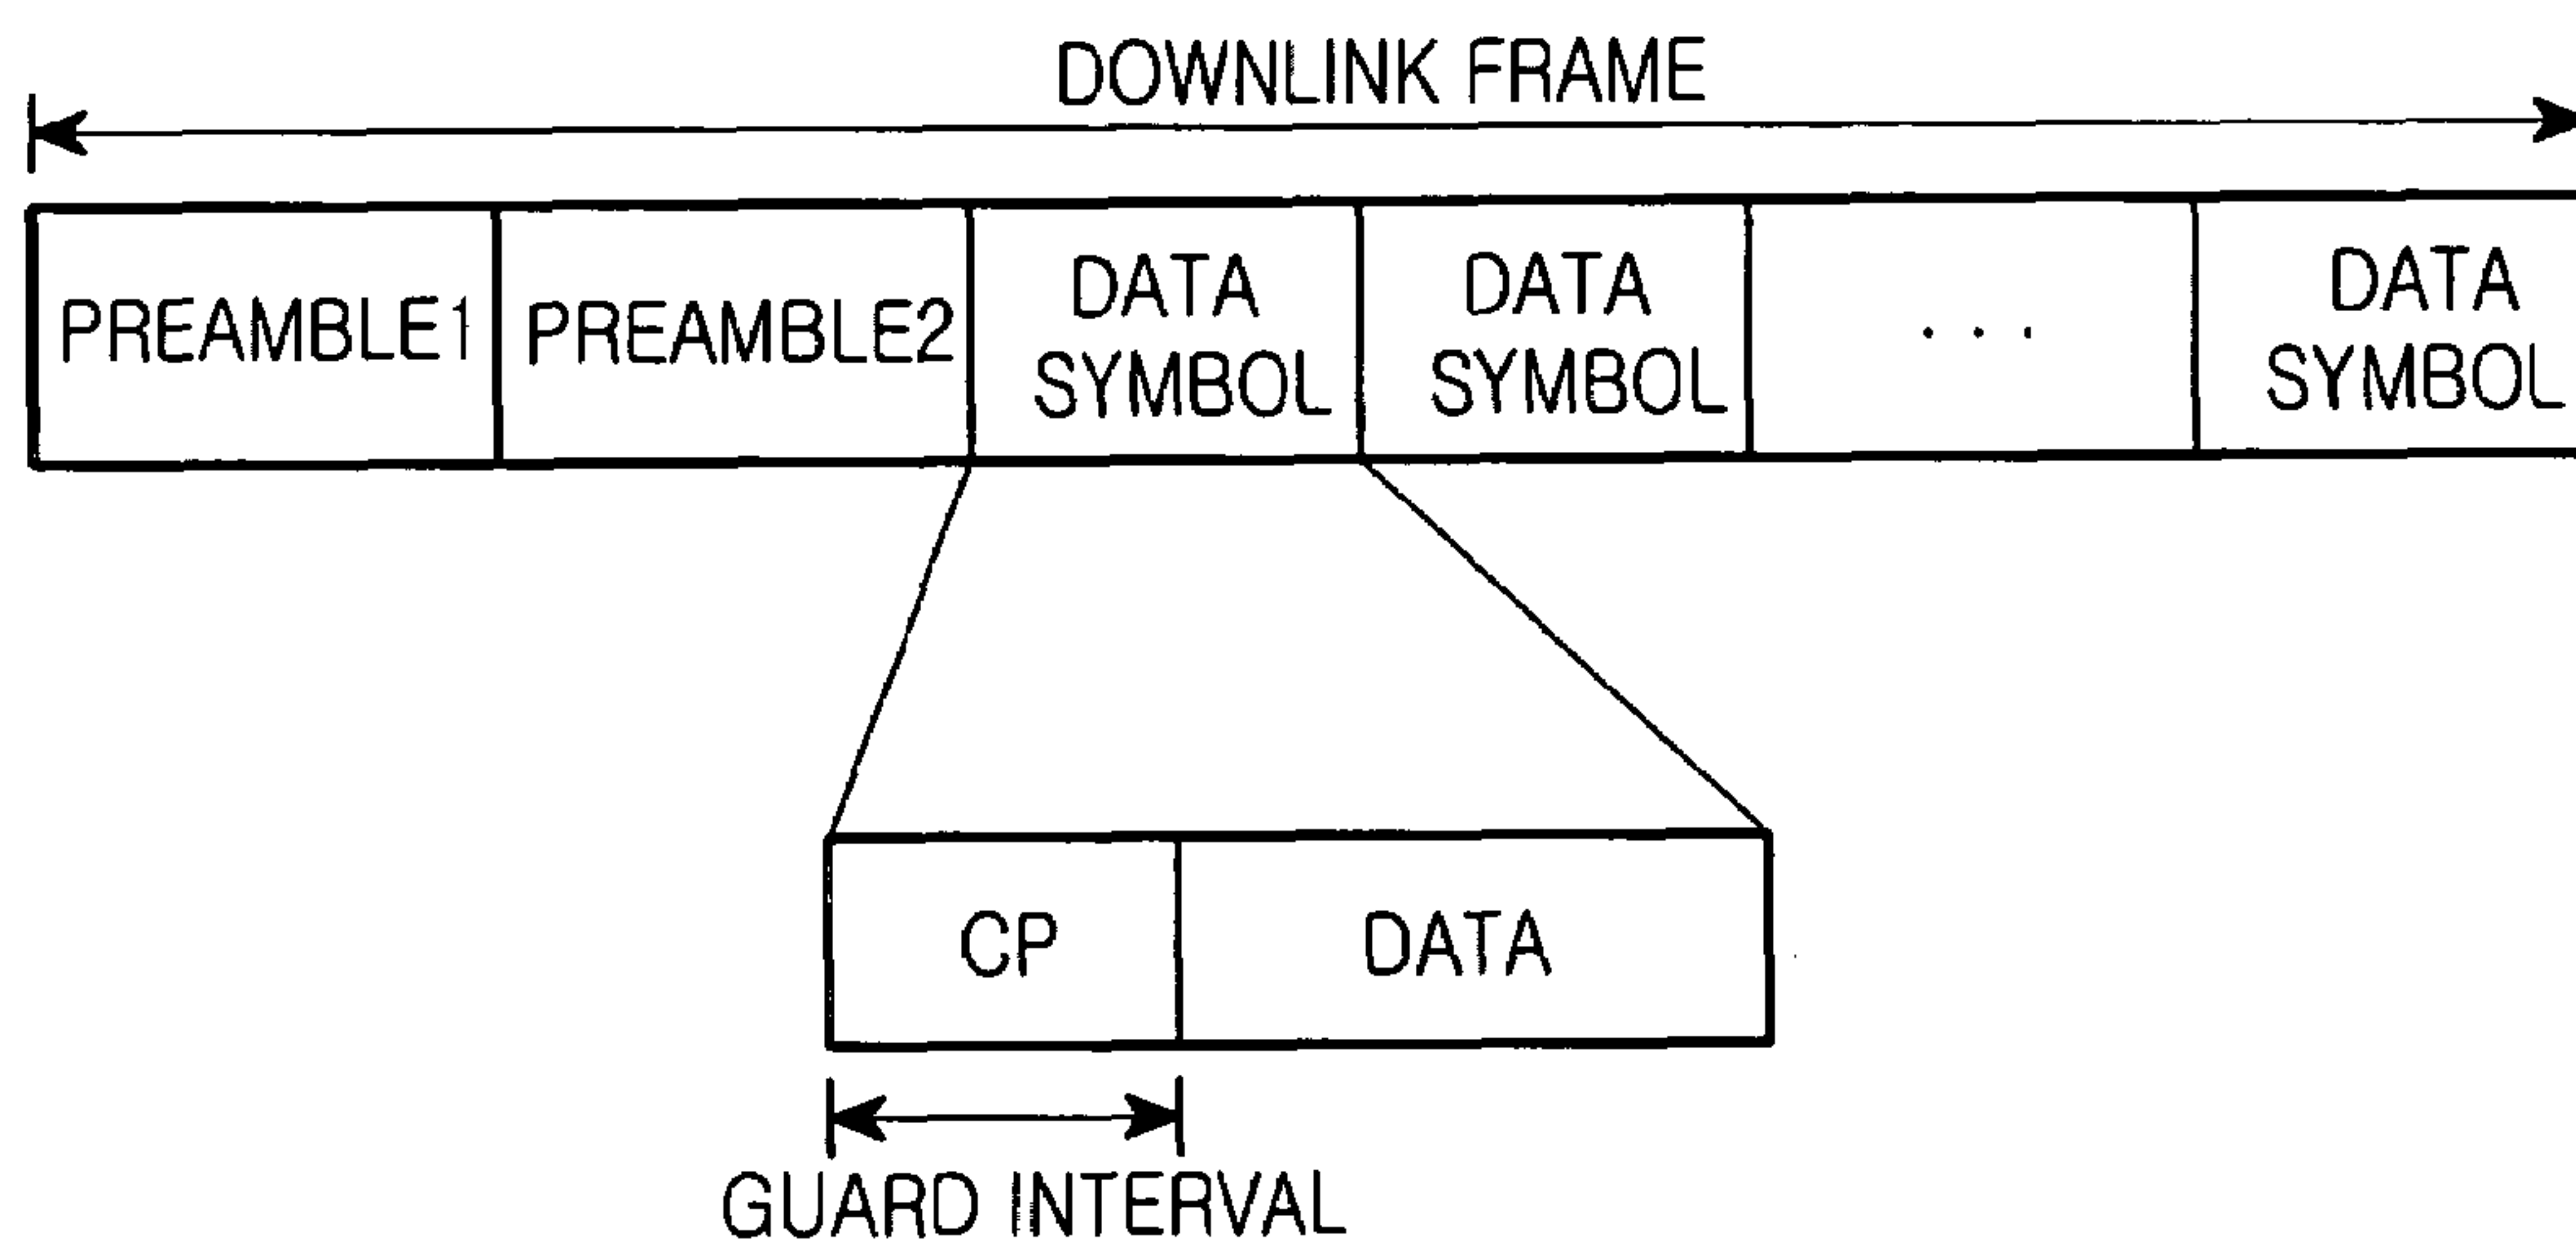 DOWNLINK FRAME
PREAMBLE1
PREAMBLE2
DATA
SYMBOL
DATA
SYMBOL
. . .
DATA
SYMBOL
CP
DATA
GUARD INTERVAL